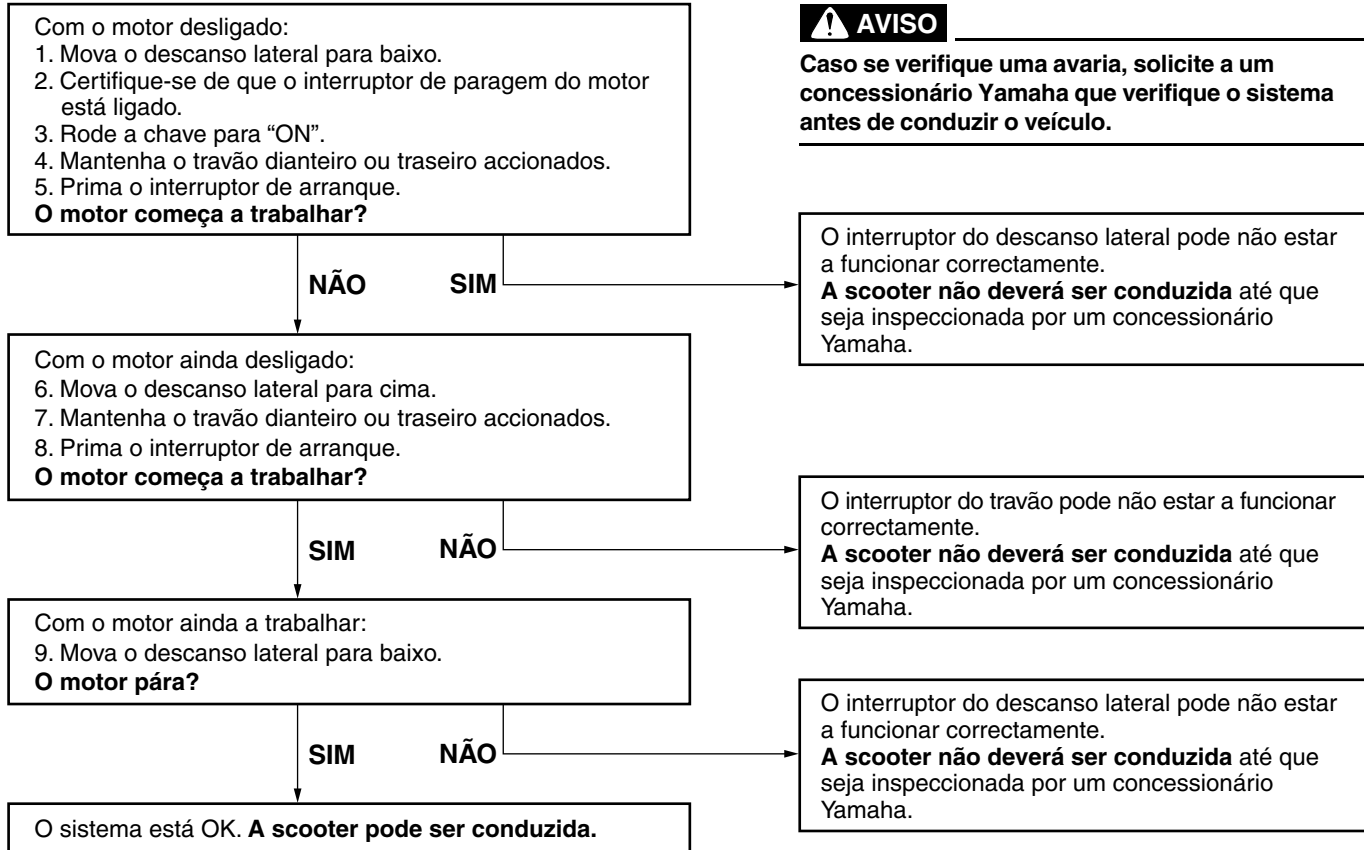 Com o motor desligado:
1. Mova o descanso lateral para baixo.
2. Certifique-se de que o interruptor de paragem do motor
está ligado.
3. Rode a chave para “ON”.
4. Mantenha o travão dianteiro ou traseiro accionados.
5. Prima o interruptor de arranque.
O motor começa a trabalhar?
AVISO
Caso se verifique uma avaria, solicite a um
concessionário Yamaha que verifique o sistema
antes de conduzir o veículo.
NÃO
SIM
O interruptor do descanso lateral pode não estar
a funcionar correctamente.
A scooter não deverá ser conduzida até que
seja inspeccionada por um concessionário
Yamaha.
Com o motor ainda desligado:
6. Mova o descanso lateral para cima.
7. Mantenha o travão dianteiro ou traseiro accionados.
8. Prima o interruptor de arranque.
O motor começa a trabalhar?
SIM
NÃO
O interruptor do travão pode não estar a funcionar
correctamente.
A scooter não deverá ser conduzida até que
seja inspeccionada por um concessionário
Yamaha.
Com o motor ainda a trabalhar:
9. Mova o descanso lateral para baixo.
O motor pára?
SIM
NÃO
O interruptor do descanso lateral pode não estar
a funcionar correctamente.
A scooter não deverá ser conduzida até que
seja inspeccionada por um concessionário
Yamaha.
O sistema está OK. A scooter pode ser conduzida.